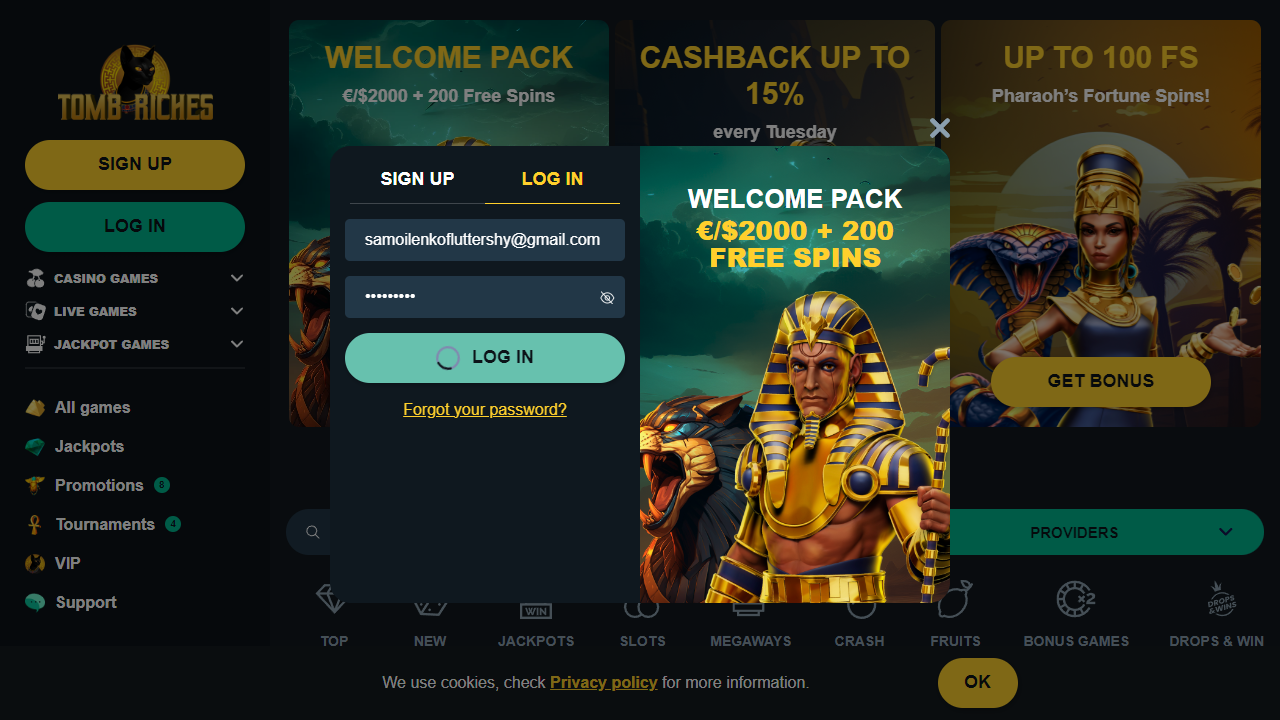 TOMB RICHES
SIGN UP
LOG IN
CASINO GAMES
LIVE GAMES
JACKPOT GAMES
All games
Jackpots
Promotions 8
Tournaments 4
VIP
Support
WELCOME PACK
€/$2000 + 200 Free Spins
CASHBACK UP TO
15%
every Tuesday
UP TO 100 FS
Pharaoh’s Fortune Spins!
GET BONUS
SIGN UP
LOG IN
samoilenkofluttershy@gmail.com
•••••••••
LOG IN
Forgot your password?
WELCOME PACK
€/$2000 + 200
FREE SPINS
PROVIDERS
WIN
X2
DROPS
&WINS
TOP
NEW
JACKPOTS
SLOTS
MEGAWAYS
CRASH
FRUITS
BONUS GAMES
DROPS & WIN
We use cookies, check Privacy policy for more information.
OK